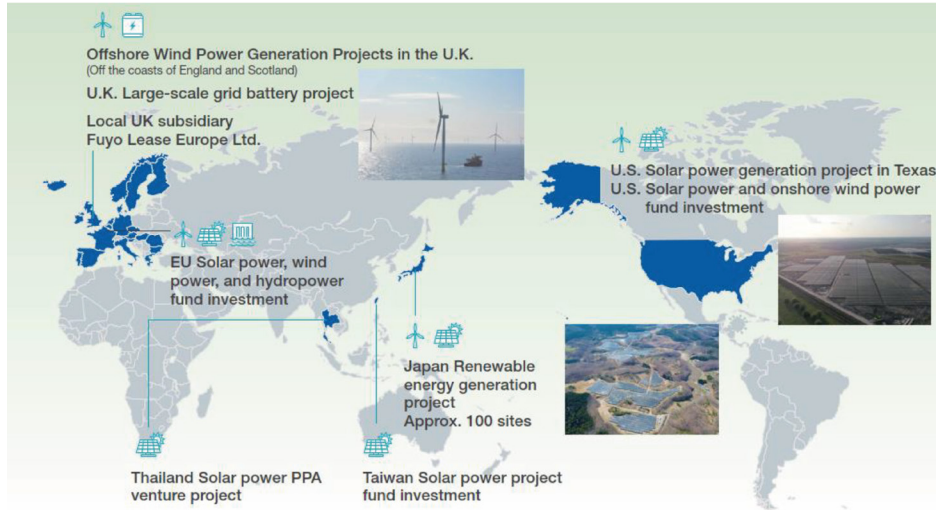 Offshore Wind Power Generation Projects in the U.K.
(Off the coasts of England and Scotland)
U.K. Large-scale grid battery project
Local UK subsidiary
Fuyo Lease Europe Ltd.
U.S. Solar power generation project in Texas
U.S. Solar power and onshore wind power
fund investment
EU Solar power, wind
power, and hydropower
fund investment
Japan Renewable
energy generation
project
Approx. 100 sites
Thailand Solar power PPA
venture project
Taiwan Solar power project
fund investment